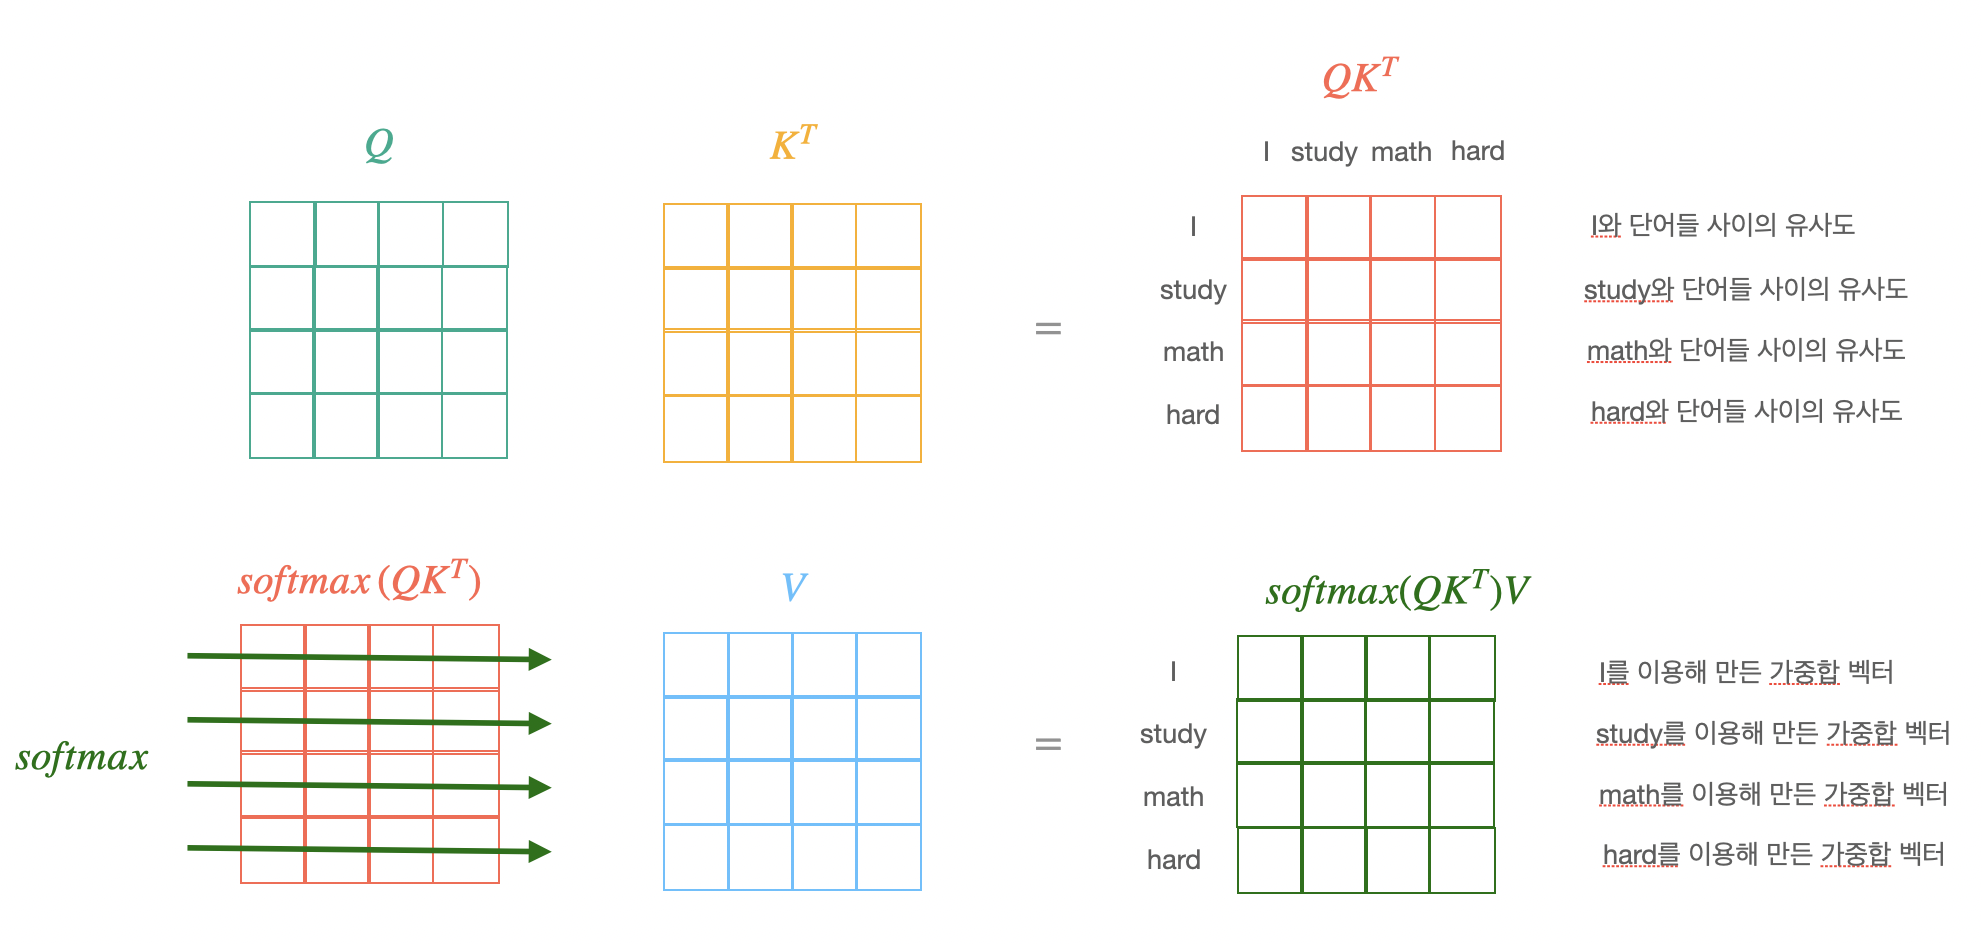 QK^T
Q
K^T
I study math hard
I
I와 단어들 사이의 유사도
study
study와 단어들 사이의 유사도
=
math
math와 단어들 사이의 유사도
hard
hard와 단어들 사이의 유사도
softmax (QK^T)
V
softmax(QK^T)V
I
I를 이용해 만든 가중합 벡터
softmax
=
study
study를 이용해 만든 가중합 벡터
math
math를 이용해 만든 가중합 벡터
hard
hard를 이용해 만든 가중합 벡터